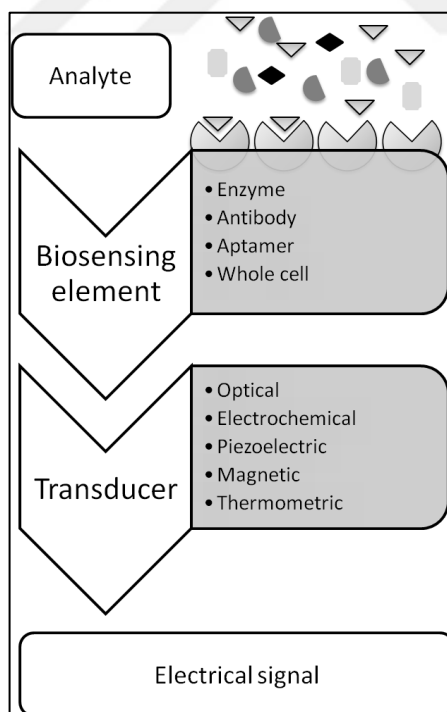 Analyte
Biosensing
element
• Enzyme
• Antibody
• Aptamer
• Whole cell
Transducer
• Optical
• Electrochemical
• Piezoelectric
• Magnetic
• Thermometric
Electrical signal